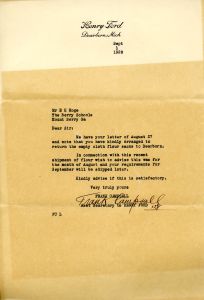 Henry Ford
Dearborn, Mich
Sept
1
1928
Mr E H Hoge
The Berry Schools
Mount Berry Ga
Dear Sir:
We have your letter of August 27
and note that you have kindly arranged to
return the empty sixth flour sacks to Dearborn.
In connection with this recent
shipment of flour wish to advise this was for
the month of August and your requirements for
September will be shipped later.
Kindly advise if this is satisfactory.
Very truly yours
FRANK CAMPSALL
Frank Campsall
Asst Secretary to Henry Ford